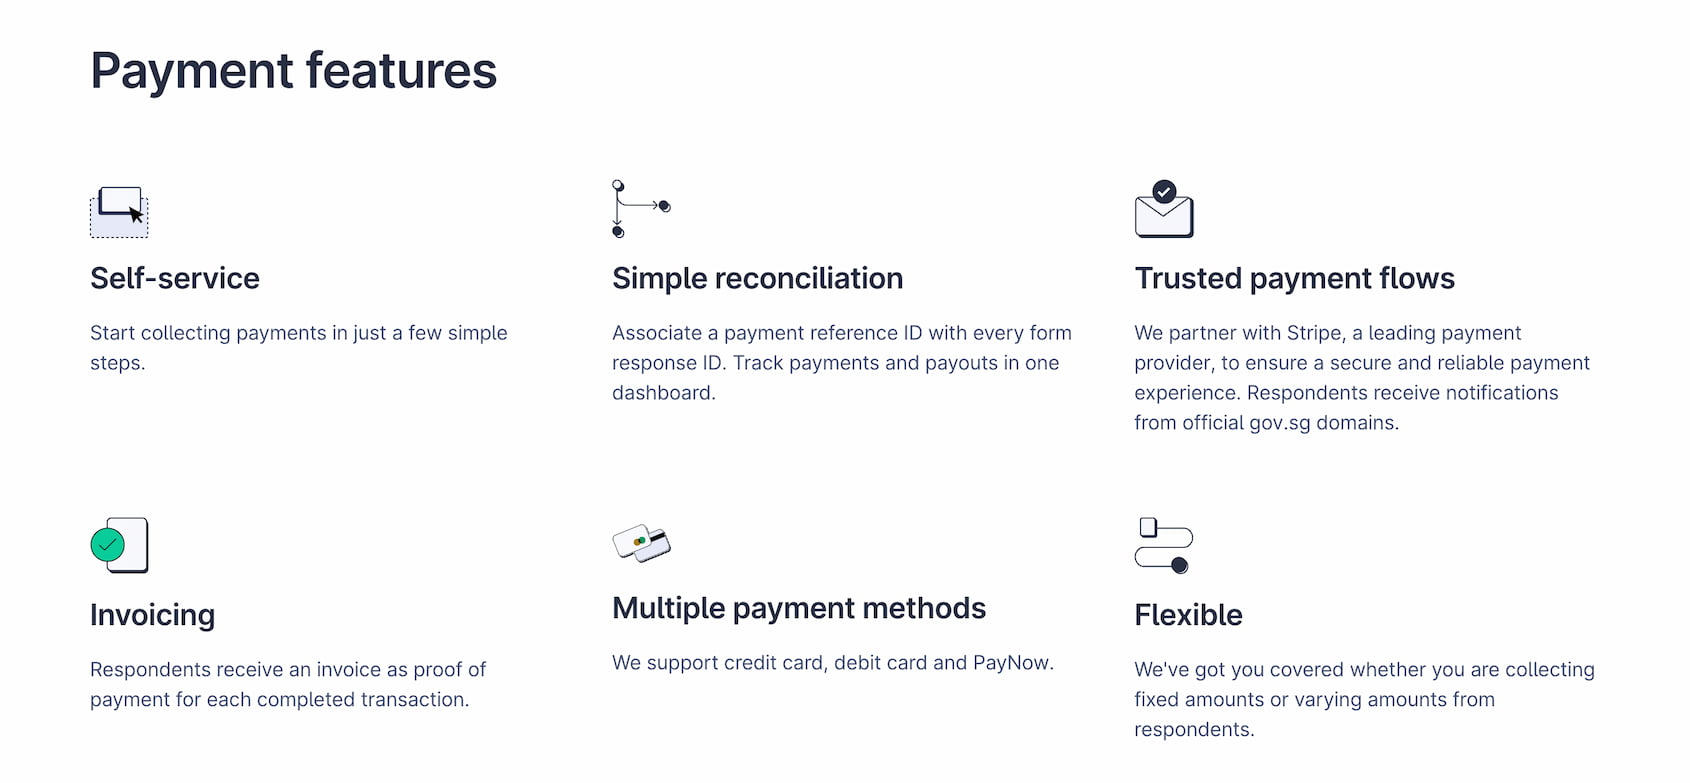 Payment features
Self-service
Start collecting payments in just a few simple
steps.
Simple reconciliation
Associate a payment reference ID with every form
response ID. Track payments and payouts in one
dashboard.
Trusted payment flows
We partner with Stripe, a leading payment
provider, to ensure a secure and reliable payment
experience. Respondents receive notifications
from official gov.sg domains.
Invoicing
Respondents receive an invoice as proof of
payment for each completed transaction.
Multiple payment methods
We support credit card, debit card and PayNow.
Flexible
We've got you covered whether you are collecting
fixed amounts or varying amounts from
respondents.